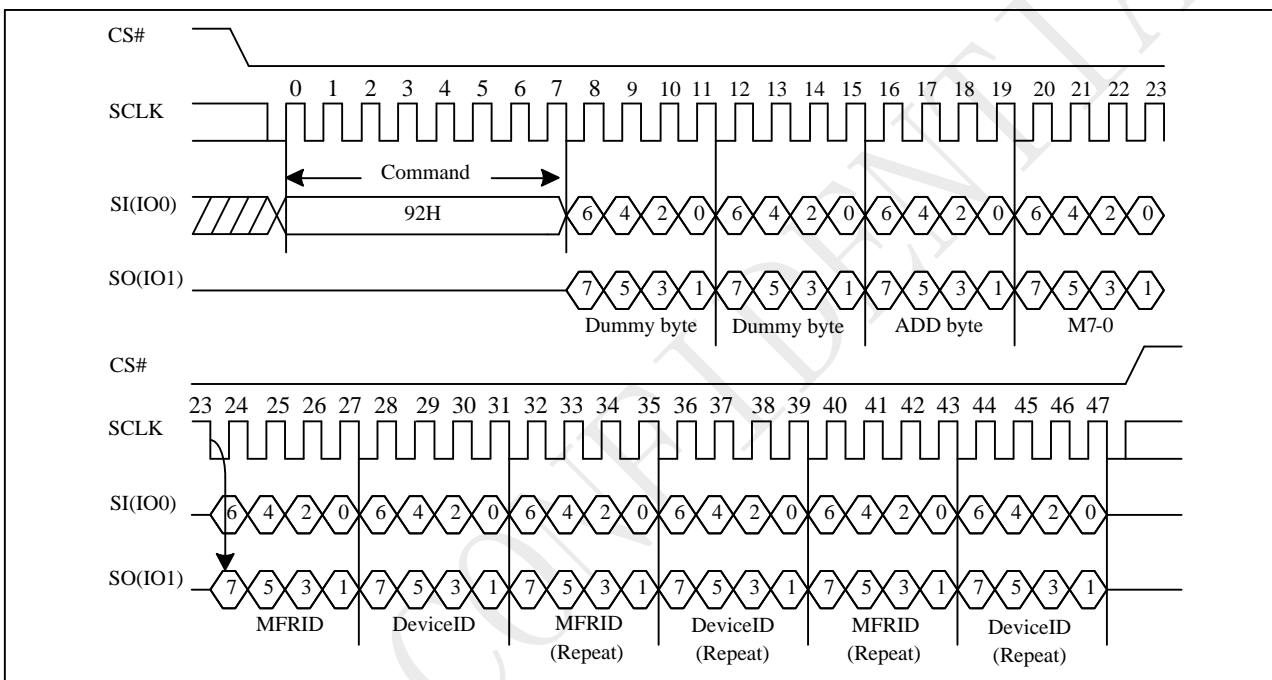 CS#
0 1 2 3 4 5 6 7 8 9 10 11 12 13 14 15 16 17 18 19 20 21 22 23
SCLK
Command
SI(IO0) 92H 6 4 2 0 6 4 2 0 6 4 2 0 6 4 2 0
SO(IO1) 7 5 3 1 7 5 3 1 7 5 3 1 7 5 3 1
Dummy byte Dummy byte ADD byte M7-0
CS#
23 24 25 26 27 28 29 30 31 32 33 34 35 36 37 38 39 40 41 42 43 44 45 46 47
SCLK
SI(IO0) 6 4 2 0 6 4 2 0 6 4 2 0 6 4 2 0 6 4 2 0 6 4 2 0
SO(IO1) 7 5 3 1 7 5 3 1 7 5 3 1 7 5 3 1 7 5 3 1 7 5 3 1
MFRID DeviceID MFRID DeviceID MFRID DeviceID
(Repeat) (Repeat) (Repeat) (Repeat)
CONFIDENTIA